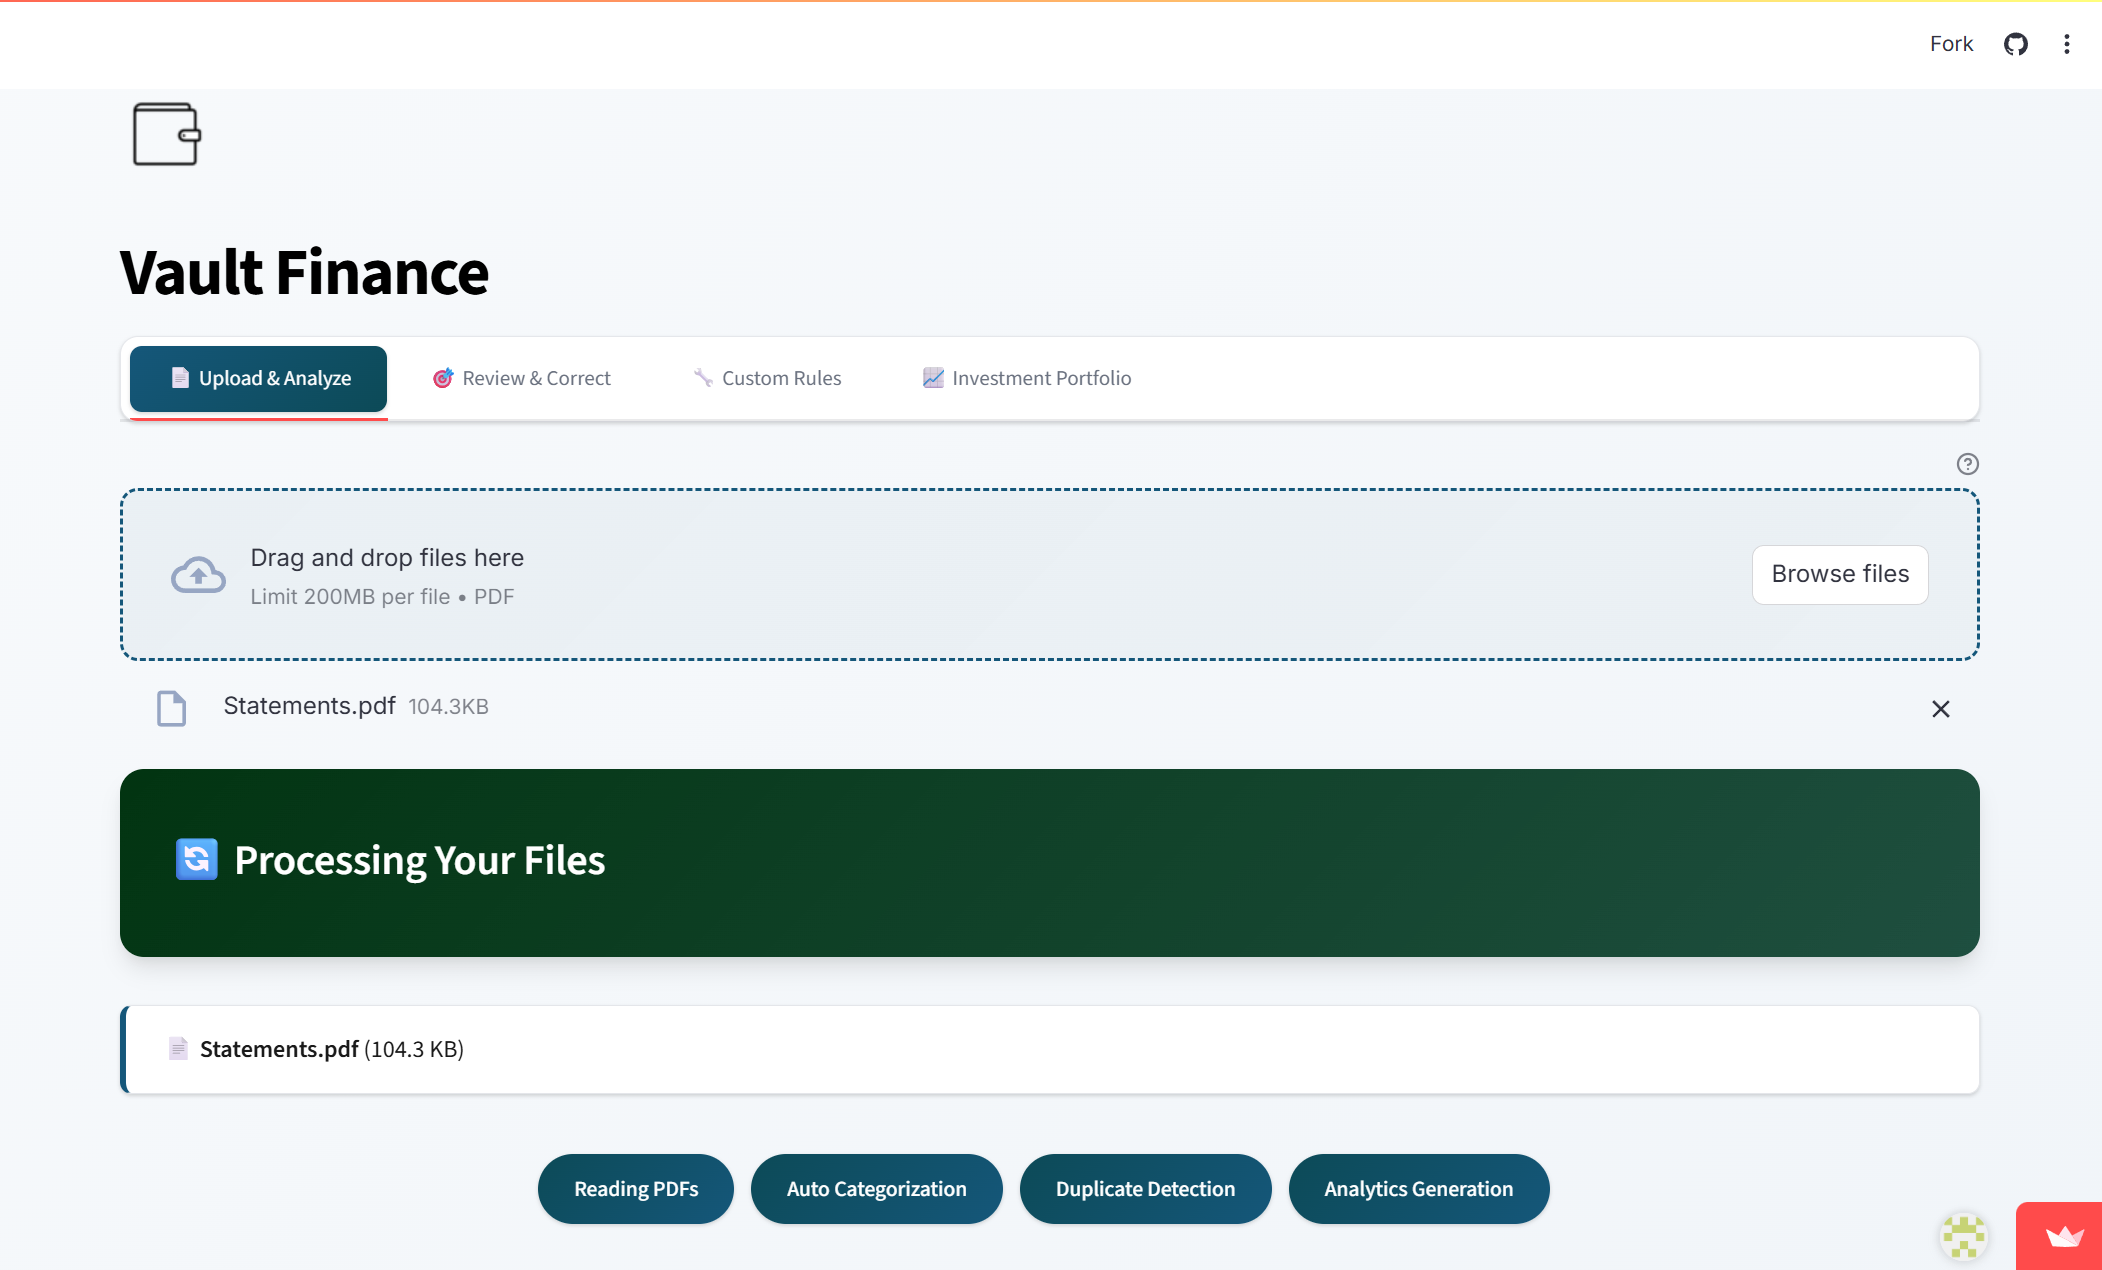 Fork
Vault Finance
Upload & Analyze
Review & Correct
Custom Rules
Investment Portfolio
Drag and drop files here
Limit 200MB per file • PDF
Browse files
Statements.pdf 104.3KB
Processing Your Files
Statements.pdf (104.3 KB)
Reading PDFs
Auto Categorization
Duplicate Detection
Analytics Generation